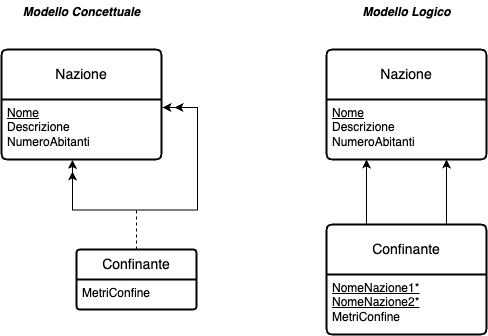 Modello Concettuale
Nazione
Nome
Descrizione
NumeroAbitanti
Confinante
MetriConfine
Modello Logico
Nazione
Nome
Descrizione
NumeroAbitanti
Confinante
NomeNazione1*
NomeNazione2*
MetriConfine